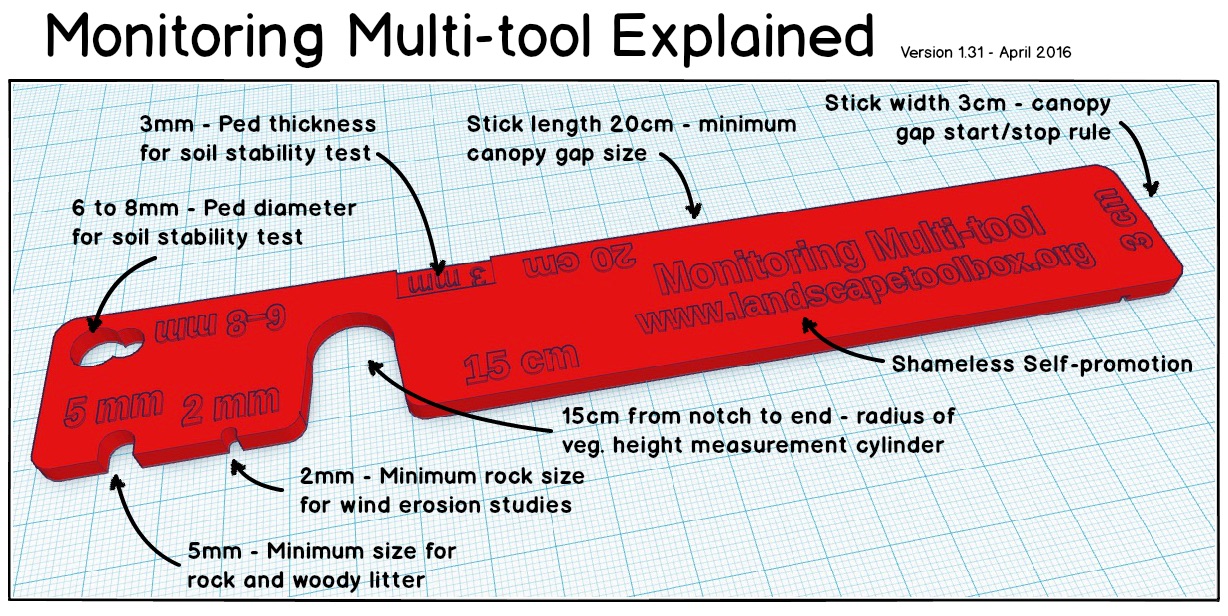 Monitoring Multi-tool Explained
Version 1.31 - April 2016
Stick width 3cm - canopy
gap start/stop rule
3mm - Ped thickness
for soil stability test
Stick length 20cm - minimum
canopy gap size
6 to 8mm - Ped diameter
for soil stability test
3 cm
20 cm
3 mm
6-8 mm
Monitoring Multi-tool
www.landscapetoolbox.org
15 cm
5 mm
2 mm
Shameless Self-promotion
15cm from notch to end - radius of
veg. height measurement cylinder
2mm - Minimum rock size
for wind erosion studies
5mm - Minimum size for
rock and woody litter